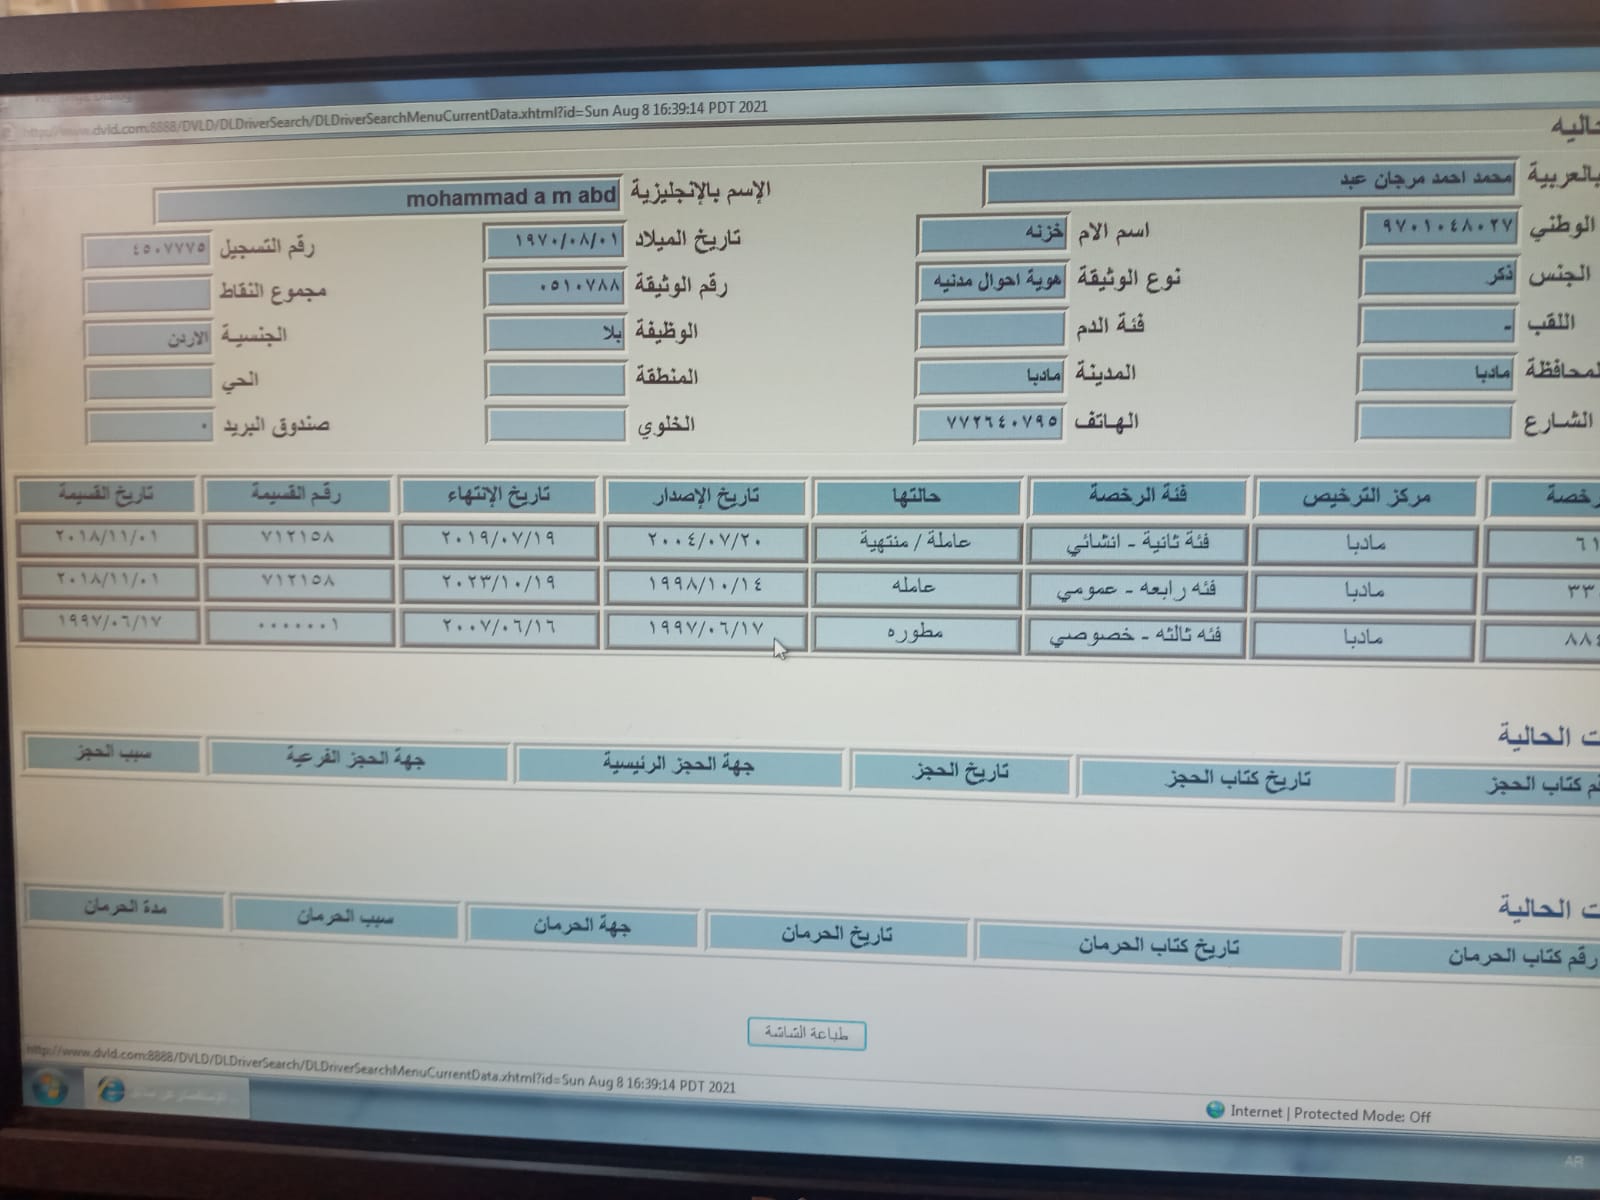 http://www.dvld.com:8888/DVLD/DLDriverSearch/DLDriverSearchMenuCurrentData.xhtml?id=Sun Aug 8 16:39:14 PDT 2021
حاليه
بالعربية محمد احمد مرجان عبد الإسم بالإنجليزية mohammad a m abd
الوطني ٩٧٠١٠٤٨٠٢٧ اسم الام خزنه تاريخ الميلاد ١٩٧٠/٠٨/٠١ رقم التسجيل ٤٥٠٧٧٧٥
الجنس ذكر نوع الوثيقة هوية احوال مدنيه رقم الوثيقة ٠٥١٠٧٨٨ مجموع النقاط
اللقب - فئة الدم الوظيفة بلا الجنسية الاردن
لمحافظة مادبا المدينة مادبا المنطقة الحي
الشارع الهاتف ٧٧٢٦٤٠٧٩٥ الخلوي صندوق البريد ٠
رخصة مركز الترخيص فئة الرخصة حالتها تاريخ الإصدار تاريخ الإنتهاء رقم القسيمة تاريخ القسيمة
٦١ مادبا فئة ثانية - انشائي عاملة / منتهية ٢٠٠٤/٠٧/٢٠ ٢٠١٩/٠٧/١٩ ٧١٢١٥٨ ٢٠١٨/١١/٠١
٣٣ مادبا فئه رابعه - عمومي عامله ١٩٩٨/١٠/١٤ ٢٠٢٣/١٠/١٩ ٧١٢١٥٨ ٢٠١٨/١١/٠١
٨٨٤ مادبا فئه ثالثه - خصوصي مطوره ١٩٩٧/٠٦/١٧ ٢٠٠٧/٠٦/١٦ ٠٠٠٠٠٠١ ١٩٩٧/٠٦/١٧
ت الحالية
م كتاب الحجز تاريخ كتاب الحجز تاريخ الحجز جهة الحجز الرئيسية جهة الحجز الفرعية سبب الحجز
ت الحالية
رقم كتاب الحرمان تاريخ كتاب الحرمان تاريخ الحرمان جهة الحرمان سبب الحرمان مدة الحرمان
طباعة الشاشة
http://www.dvld.com:8888/DVLD/DLDriverSearch/DLDriverSearchMenuCurrentData.xhtml?id=Sun Aug 8 16:39:14 PDT 2021
Internet | Protected Mode: Off
AR